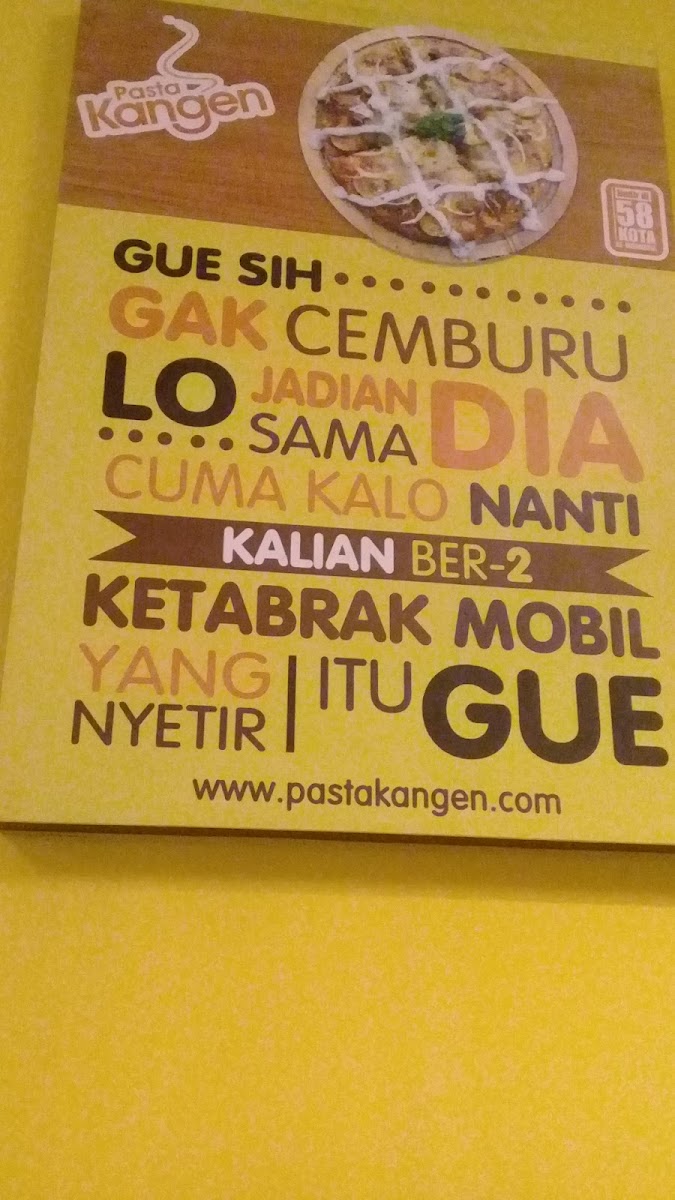 Pasta
Kangen
58
KOTA
GUE SIH...........
GAK CEMBURU
LO JADIAN DIA
.....SAMA
CUMA KALO NANTI
KALIAN BER-2
KETABRAK MOBIL
YANG ITU GUE
NYETIR
www.pastakangen.com